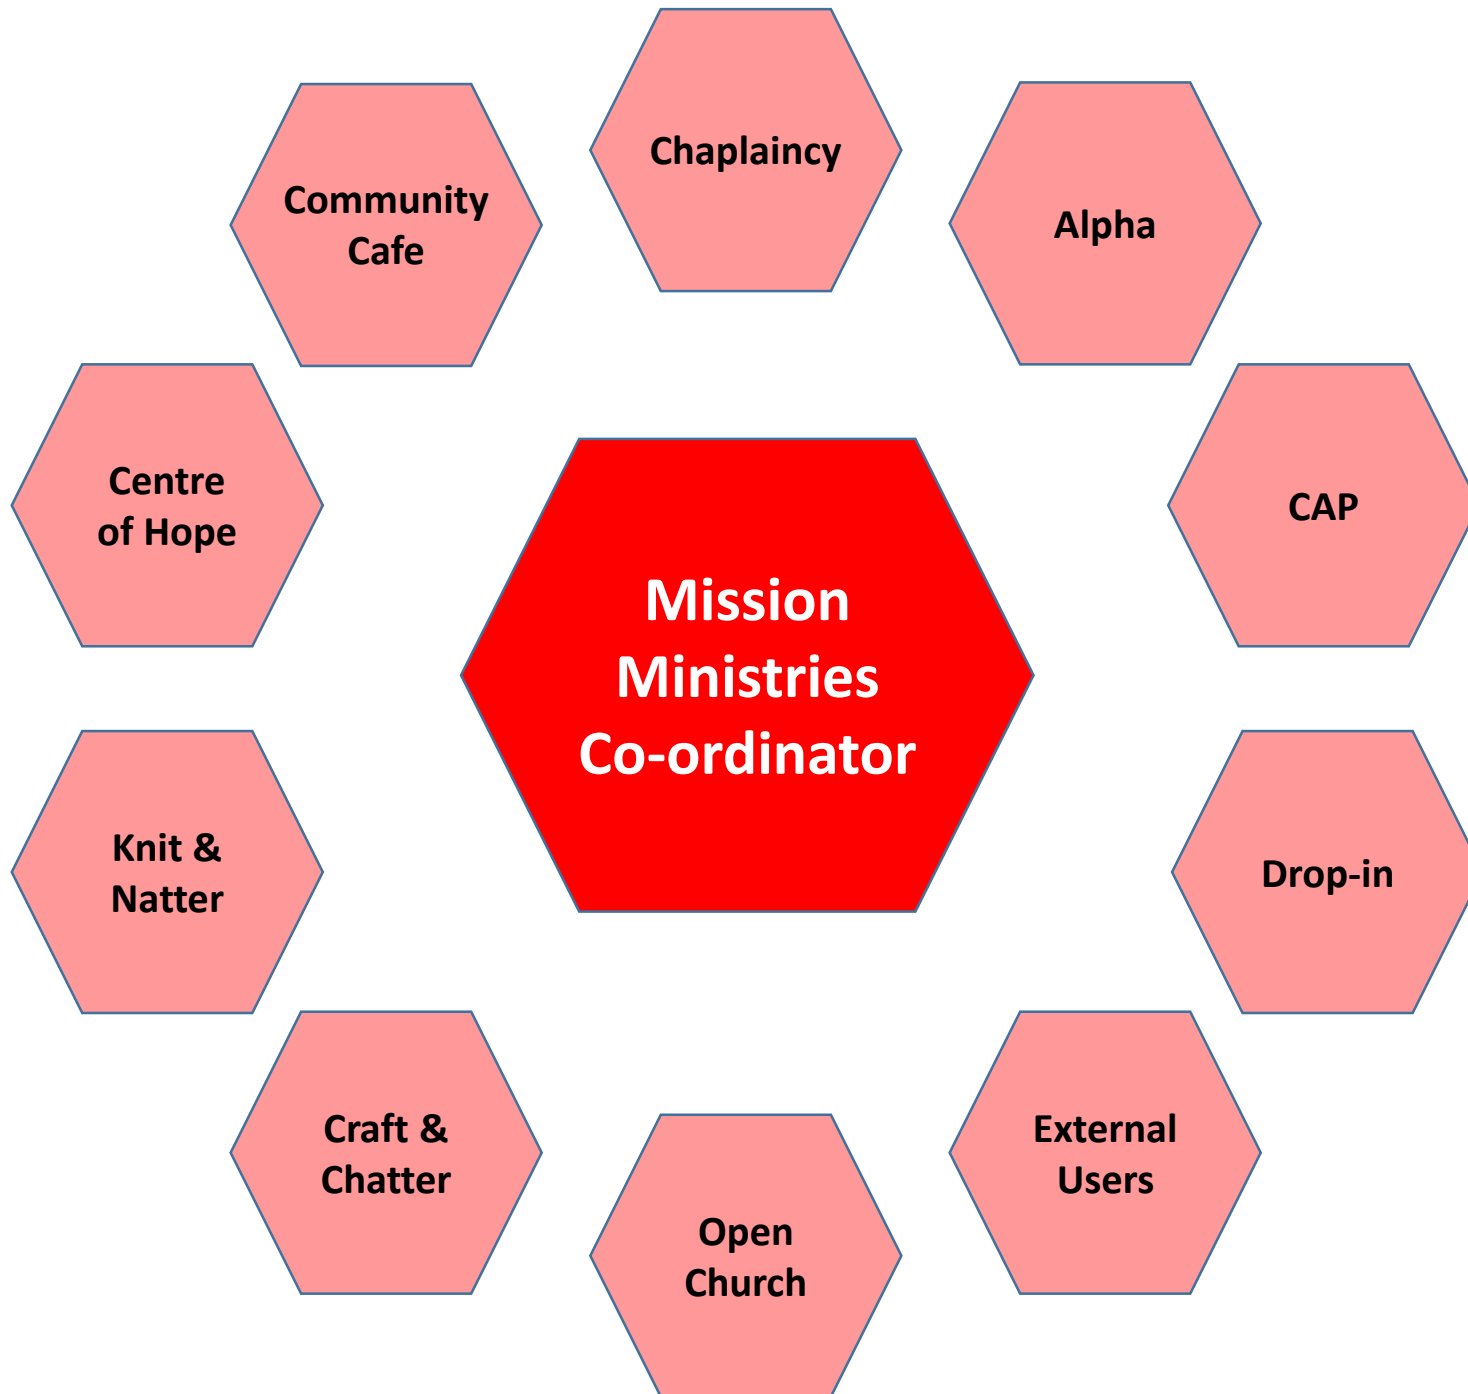 Chaplaincy
Community
Cafe
Alpha
Centre
of Hope
CAP
Mission
Ministries
Co-ordinator
Knit &
Natter
Drop-in
Craft &
Chatter
External
Users
Open
Church